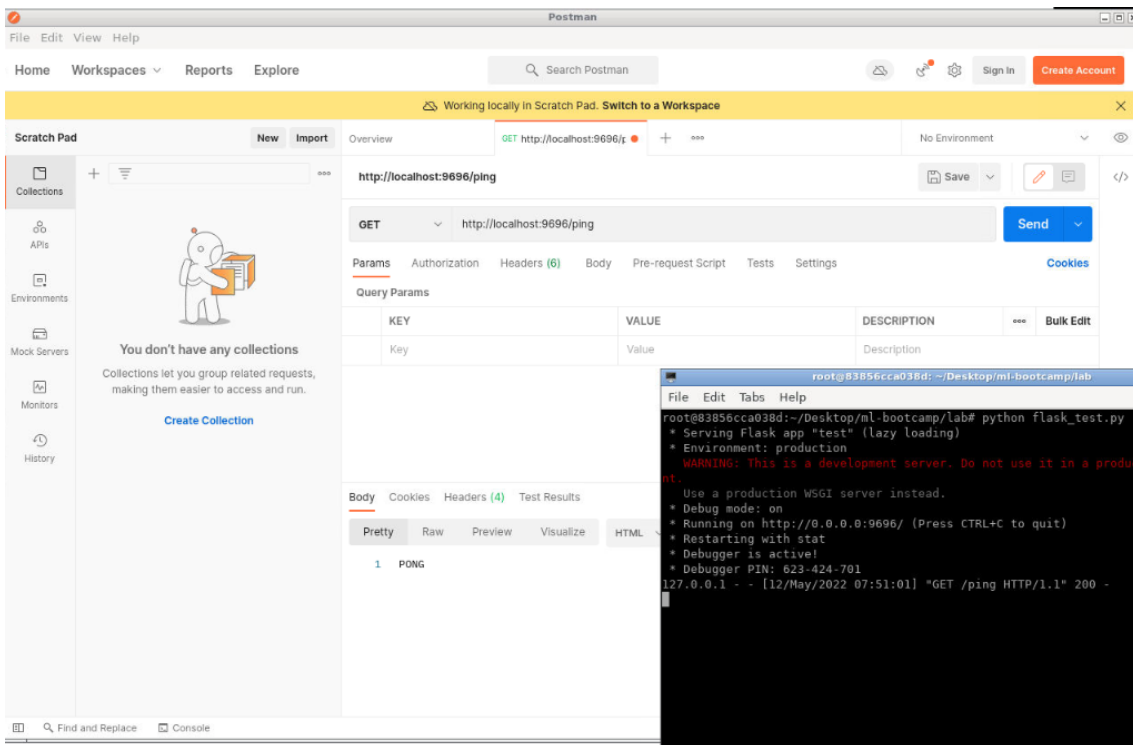 Postman
File Edit View Help
Home Workspaces Reports Explore Search Postman Sign In Create Account
Working locally in Scratch Pad. Switch to a Workspace
Scratch Pad New Import Overview GET http://localhost:9696/p No Environment
Collections
http://localhost:9696/ping Save
APIs
GET http://localhost:9696/ping Send
Params Authorization Headers (6) Body Pre-request Script Tests Settings Cookies
Environments
Query Params
KEY VALUE DESCRIPTION Bulk Edit
Mock Servers
Key Value Description
You don't have any collections
Collections let you group related requests,
making them easier to access and run.
Monitors
Create Collection
History
root@83856cca038d: ~/Desktop/ml-bootcamp/lab
File Edit Tabs Help
root@83856cca038d:~/Desktop/ml-bootcamp/lab# python flask_test.py
* Serving Flask app "test" (lazy loading)
* Environment: production
WARNING: This is a development server. Do not use it in a produ
nt.
Use a production WSGI server instead.
* Debug mode: on
* Running on http://0.0.0.0:9696/ (Press CTRL+C to quit)
* Restarting with stat
* Debugger is active!
* Debugger PIN: 623-424-701
127.0.0.1 - - [12/May/2022 07:51:01] "GET /ping HTTP/1.1" 200 -
Body Cookies Headers (4) Test Results
Pretty Raw Preview Visualize HTML
1 PONG
Find and Replace Console